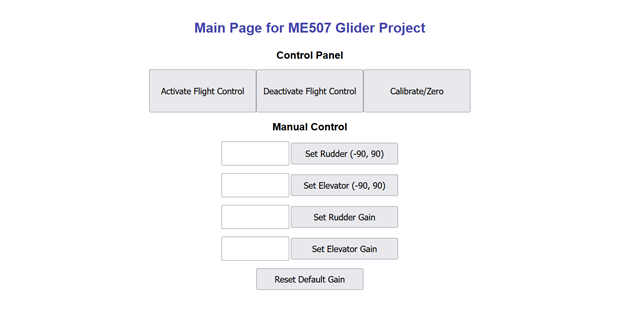 Main Page for ME507 Glider Project
Control Panel
Activate Flight Control Deactivate Flight Control Calibrate/Zero
Manual Control
Set Rudder (-90, 90)
Set Elevator (-90, 90)
Set Rudder Gain
Set Elevator Gain
Reset Default Gain